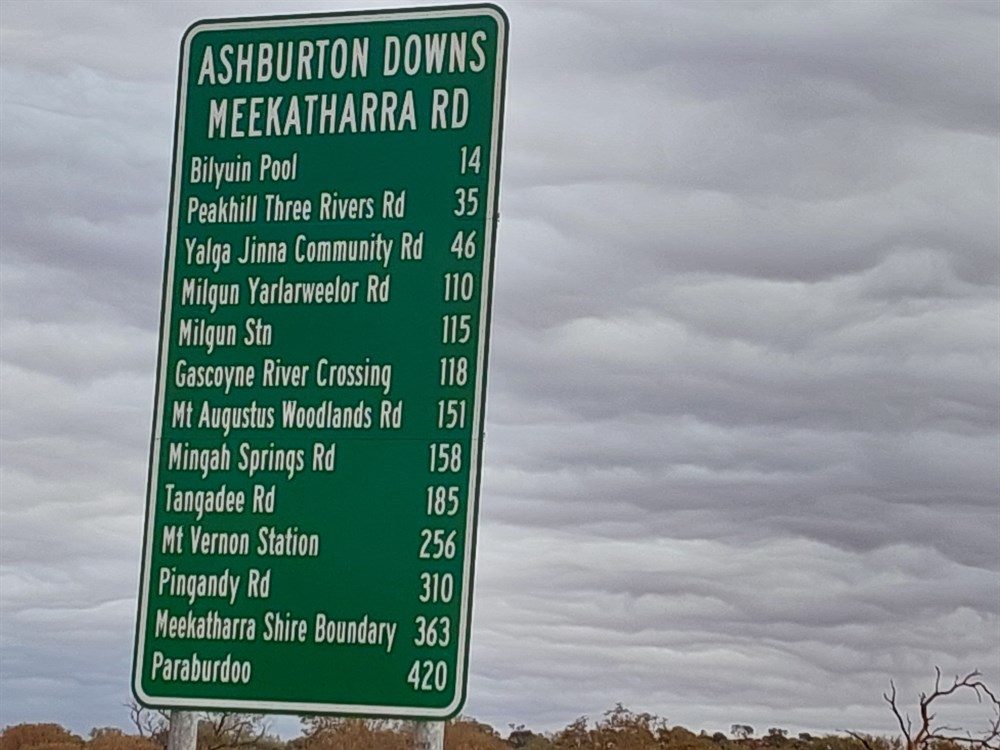 ASHBURTON DOWNS
MEEKATHARRA RD
Bilyuin Pool 14
Peakhill Three Rivers Rd 35
Yalga Jinna Community Rd 46
Milgun Yarlarweelor Rd 110
Milgun Stn 115
Gascoyne River Crossing 118
Mt Augustus Woodlands Rd 151
Mingah Springs Rd 158
Tangadee Rd 185
Mt Vernon Station 256
Pingandy Rd 310
Meekatharra Shire Boundary 363
Paraburdoo 420